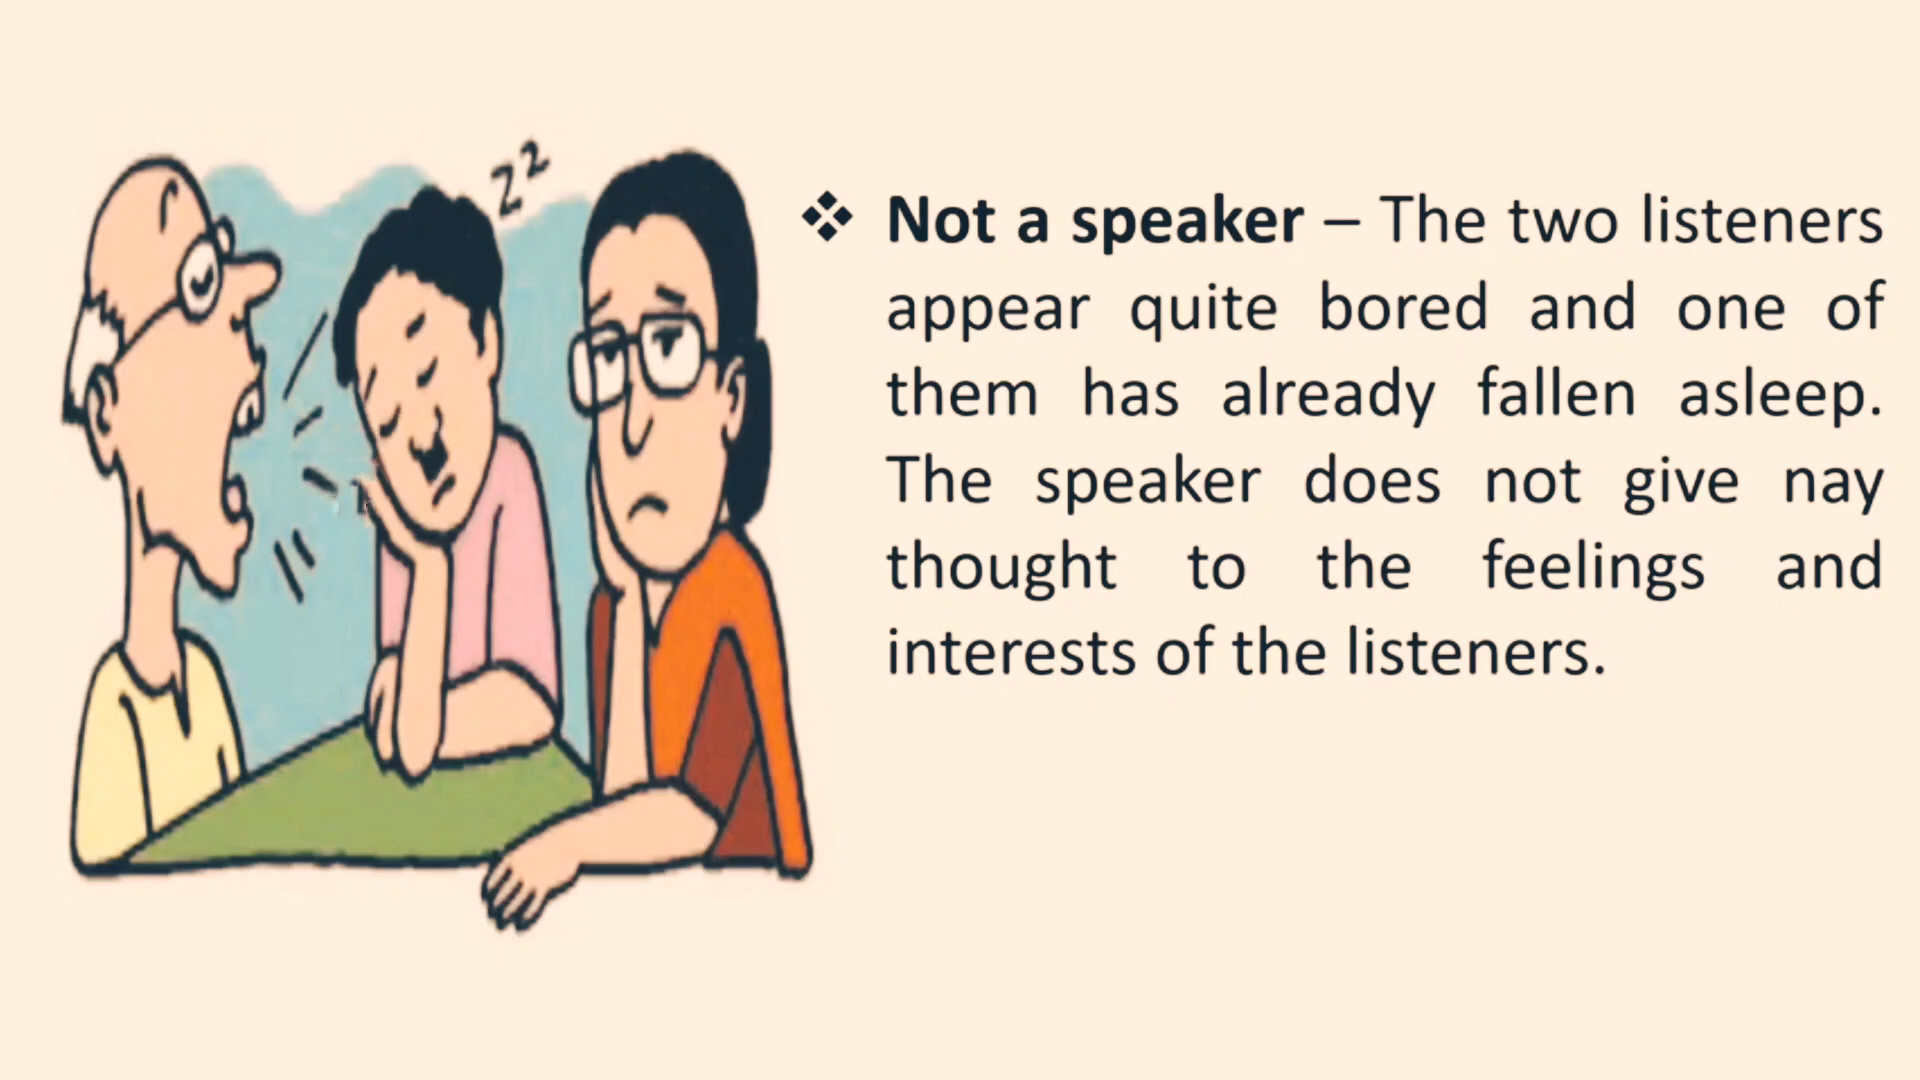 zz
❖ Not a speaker – The two listeners
appear quite bored and one of
them has already fallen asleep.
The speaker does not give nay
thought to the feelings and
interests of the listeners.